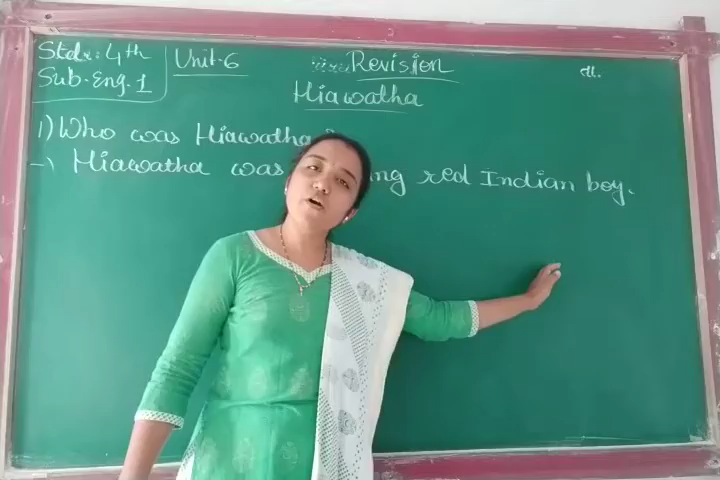 Std.: 4th
Sub. Eng. 1
Unit-6
Revision
dt.
Hiawatha
1) Who was Hiawatha
→ Hiawatha was ng red Indian boy.